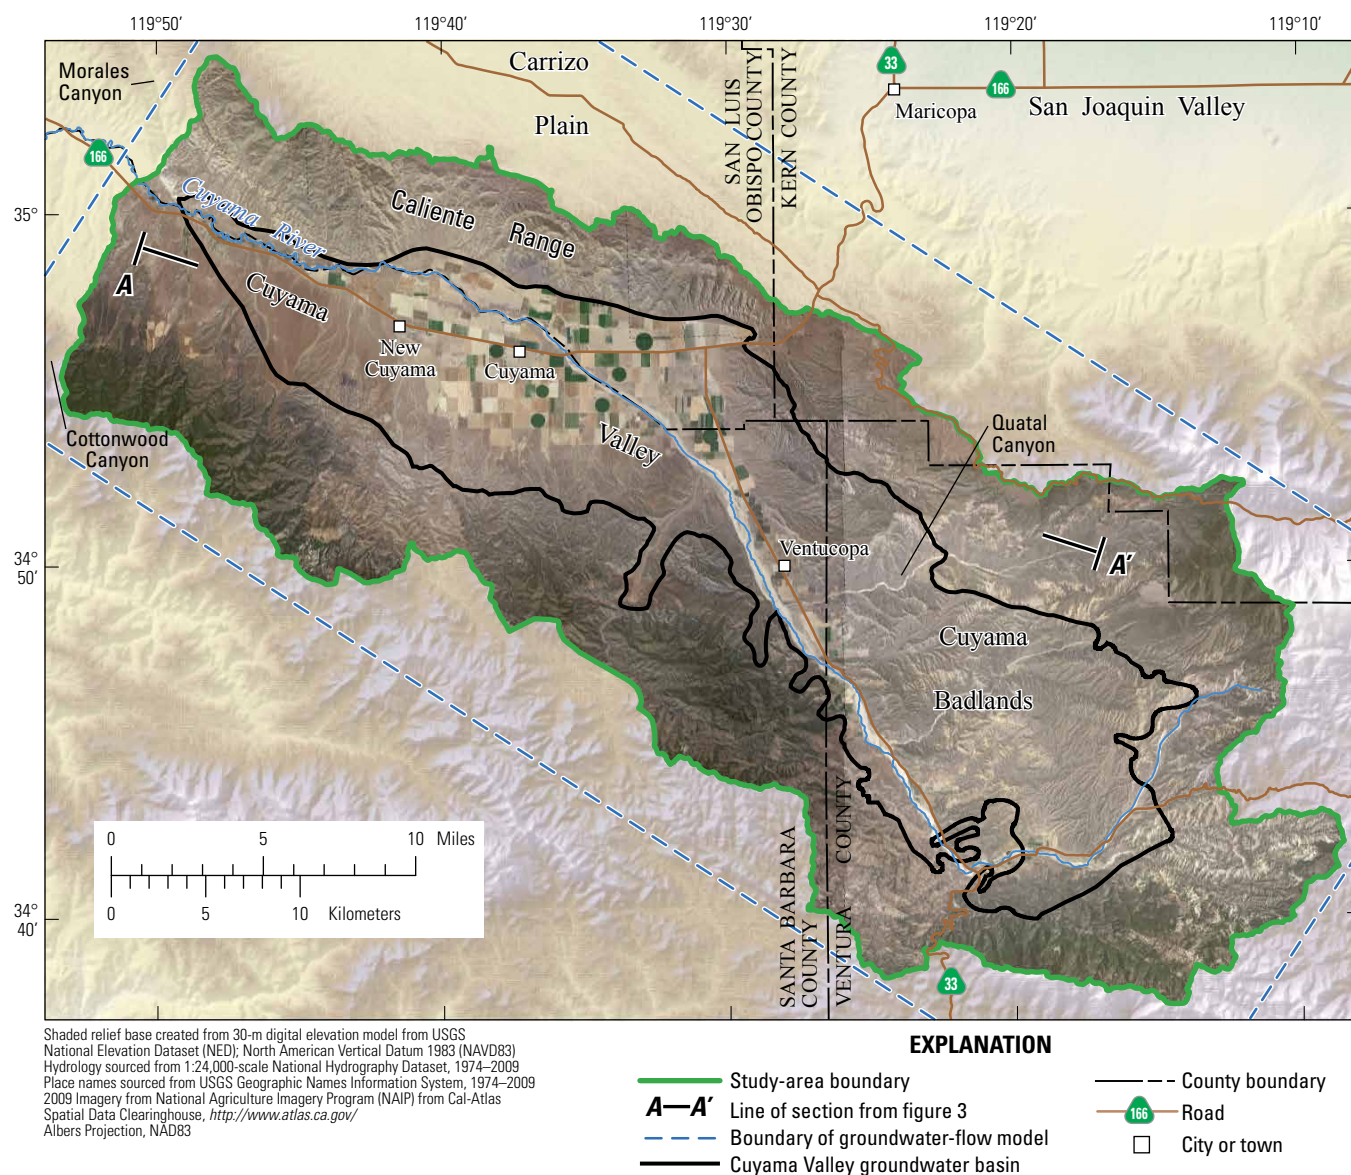 119°50′
119°40′
119°30′
119°20′
119°10′
Morales
Canyon
Carrizo
Plain
SAN LUIS
OBISPO COUNTY
KERN COUNTY
33
166
Maricopa
San Joaquin Valley
166
35°
Cuyama River
Caliente Range
A
Cuyama
New
Cuyama
Cuyama
Valley
Quatal
Canyon
Cottonwood
Canyon
34°
50′
Ventucopa
A′
Cuyama
Badlands
0 5 10 Miles
0 5 10 Kilometers
34°
40′
SANTA BARBARA
COUNTY
VENTURA COUNTY
33
Shaded relief base created from 30-m digital elevation model from USGS
National Elevation Dataset (NED); North American Vertical Datum 1983 (NAVD83)
Hydrology sourced from 1:24,000-scale National Hydrography Dataset, 1974–2009
Place names sourced from USGS Geographic Names Information System, 1974–2009
2009 Imagery from National Agriculture Imagery Program (NAIP) from Cal-Atlas
Spatial Data Clearinghouse, http://www.atlas.ca.gov/
Albers Projection, NAD83
EXPLANATION
Study-area boundary
A—A′ Line of section from figure 3
Boundary of groundwater-flow model
Cuyama Valley groundwater basin
County boundary
166 Road
City or town